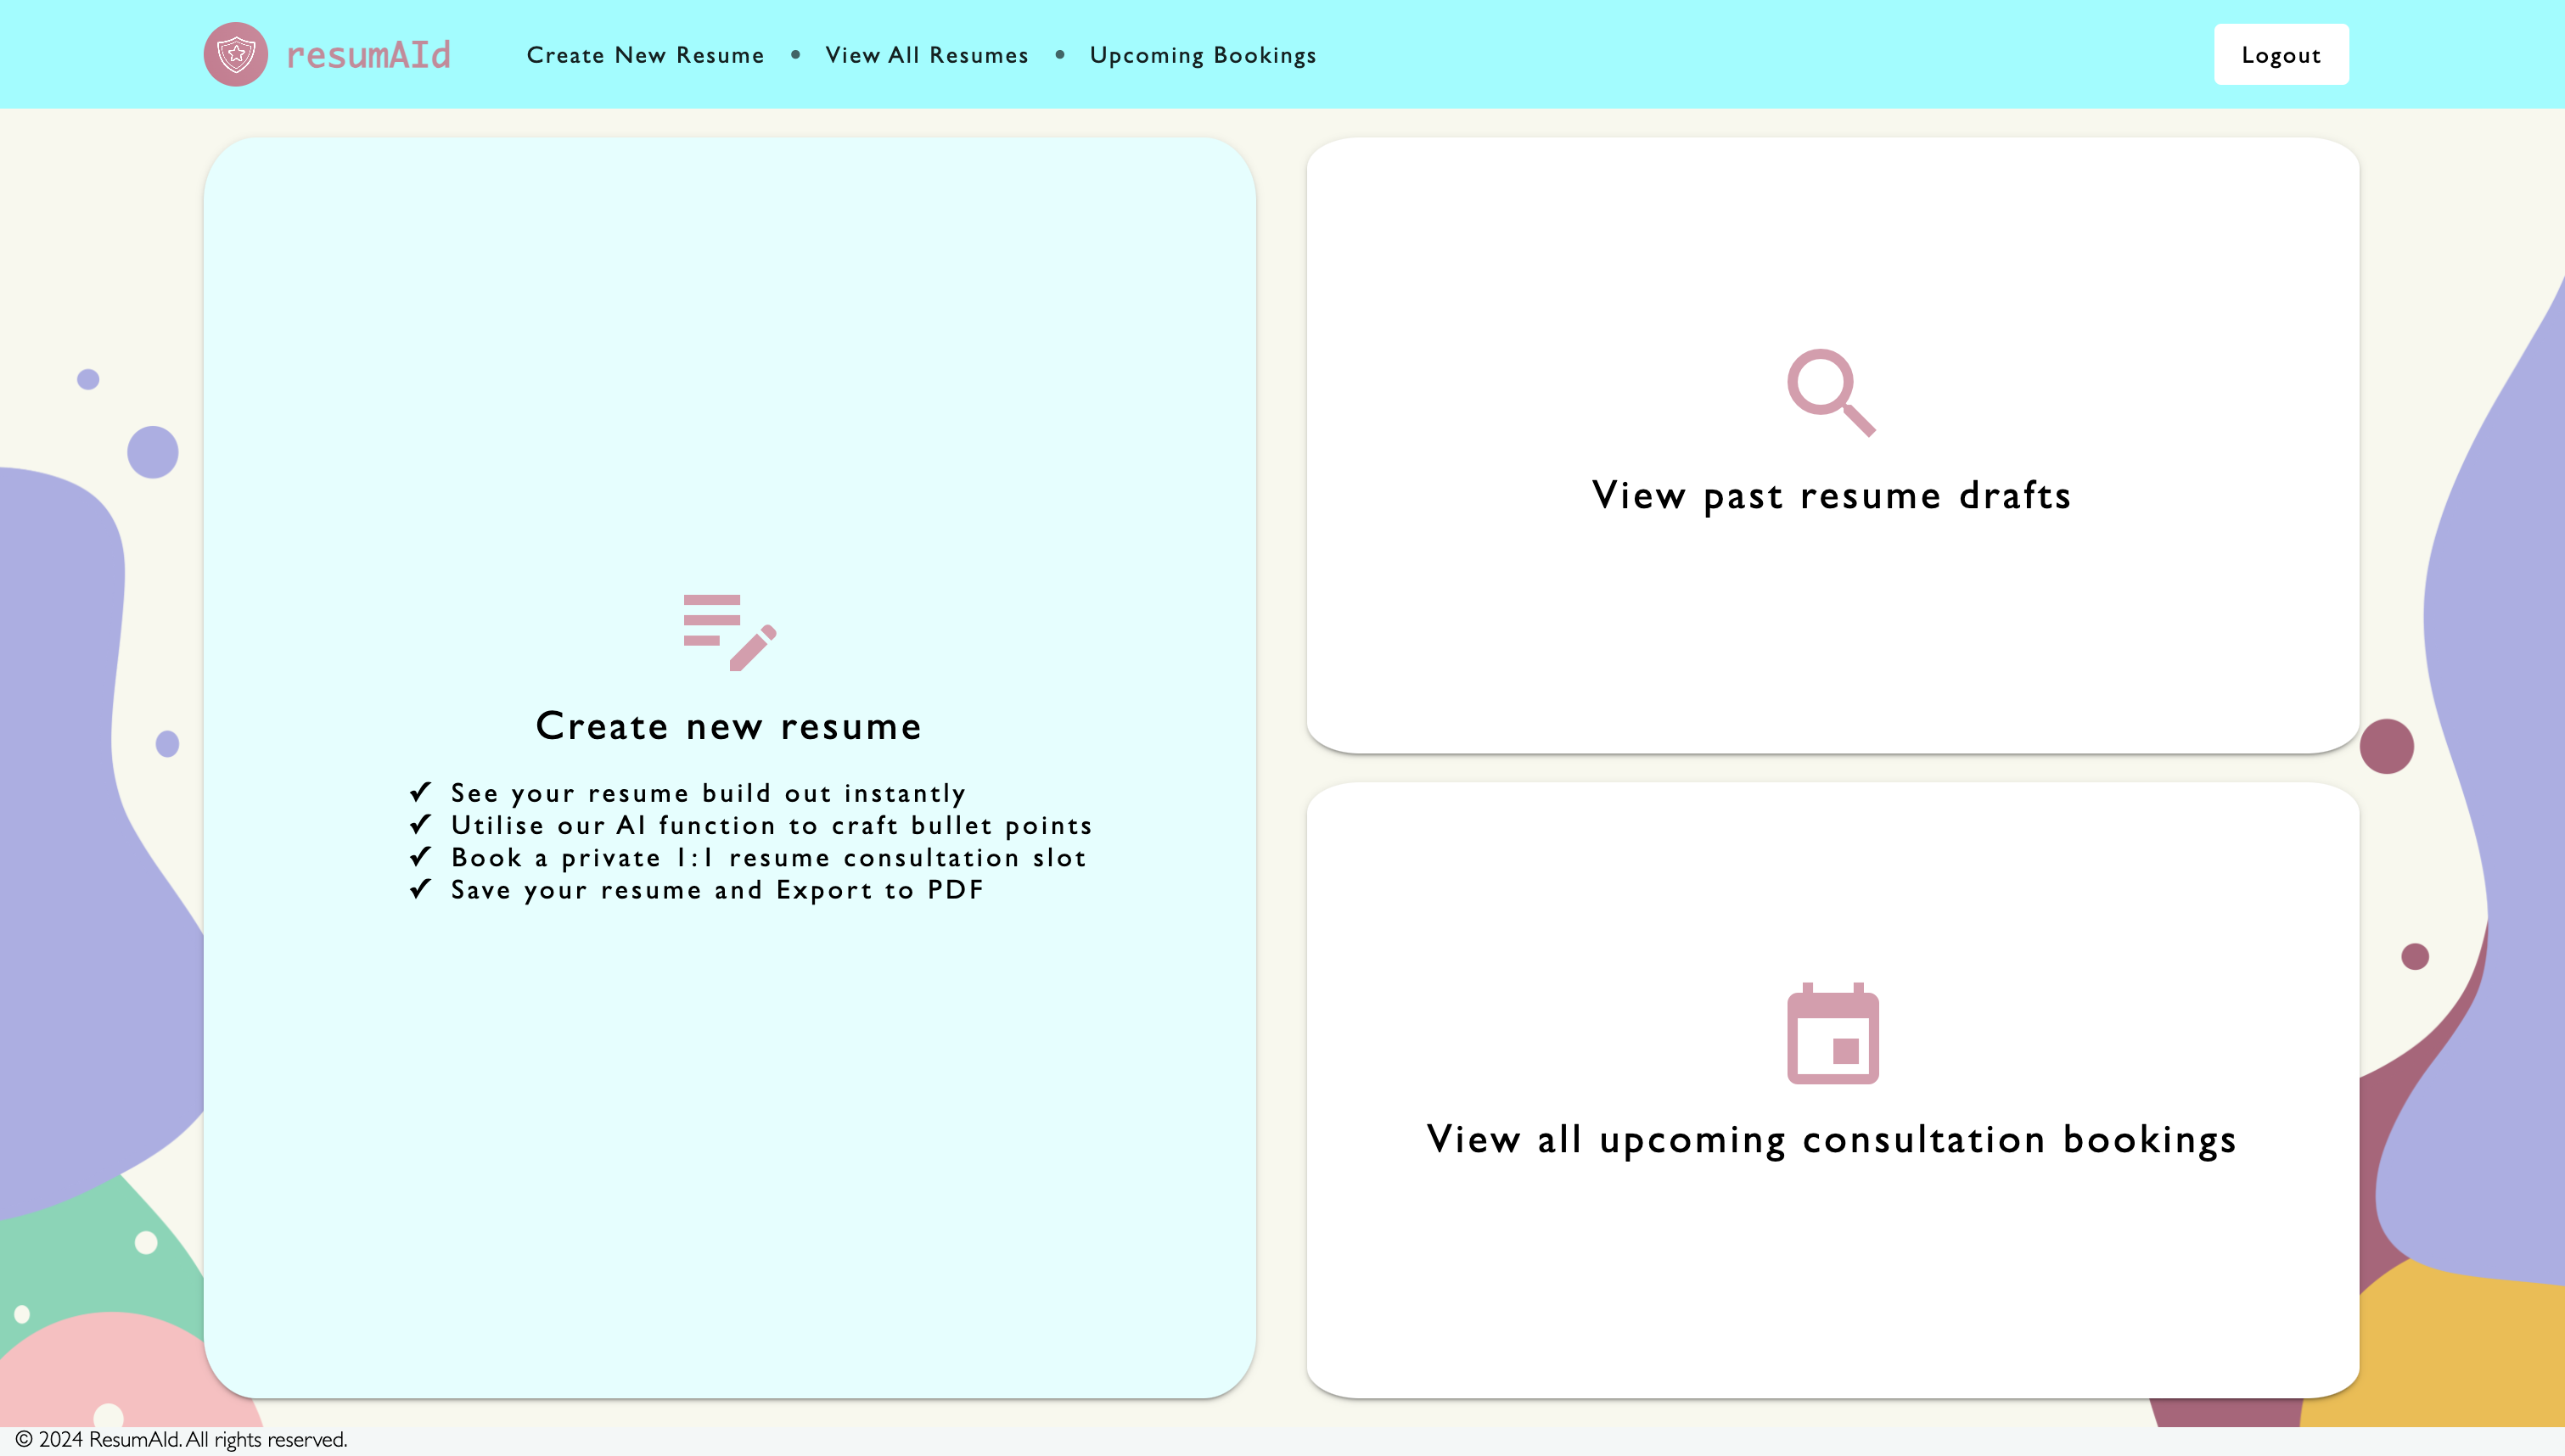 resumAId
Create New Resume • View All Resumes • Upcoming Bookings
Logout
Create new resume
✓ See your resume build out instantly
✓ Utilise our AI function to craft bullet points
✓ Book a private 1:1 resume consultation slot
✓ Save your resume and Export to PDF
View past resume drafts
View all upcoming consultation bookings
© 2024 ResumAId. All rights reserved.